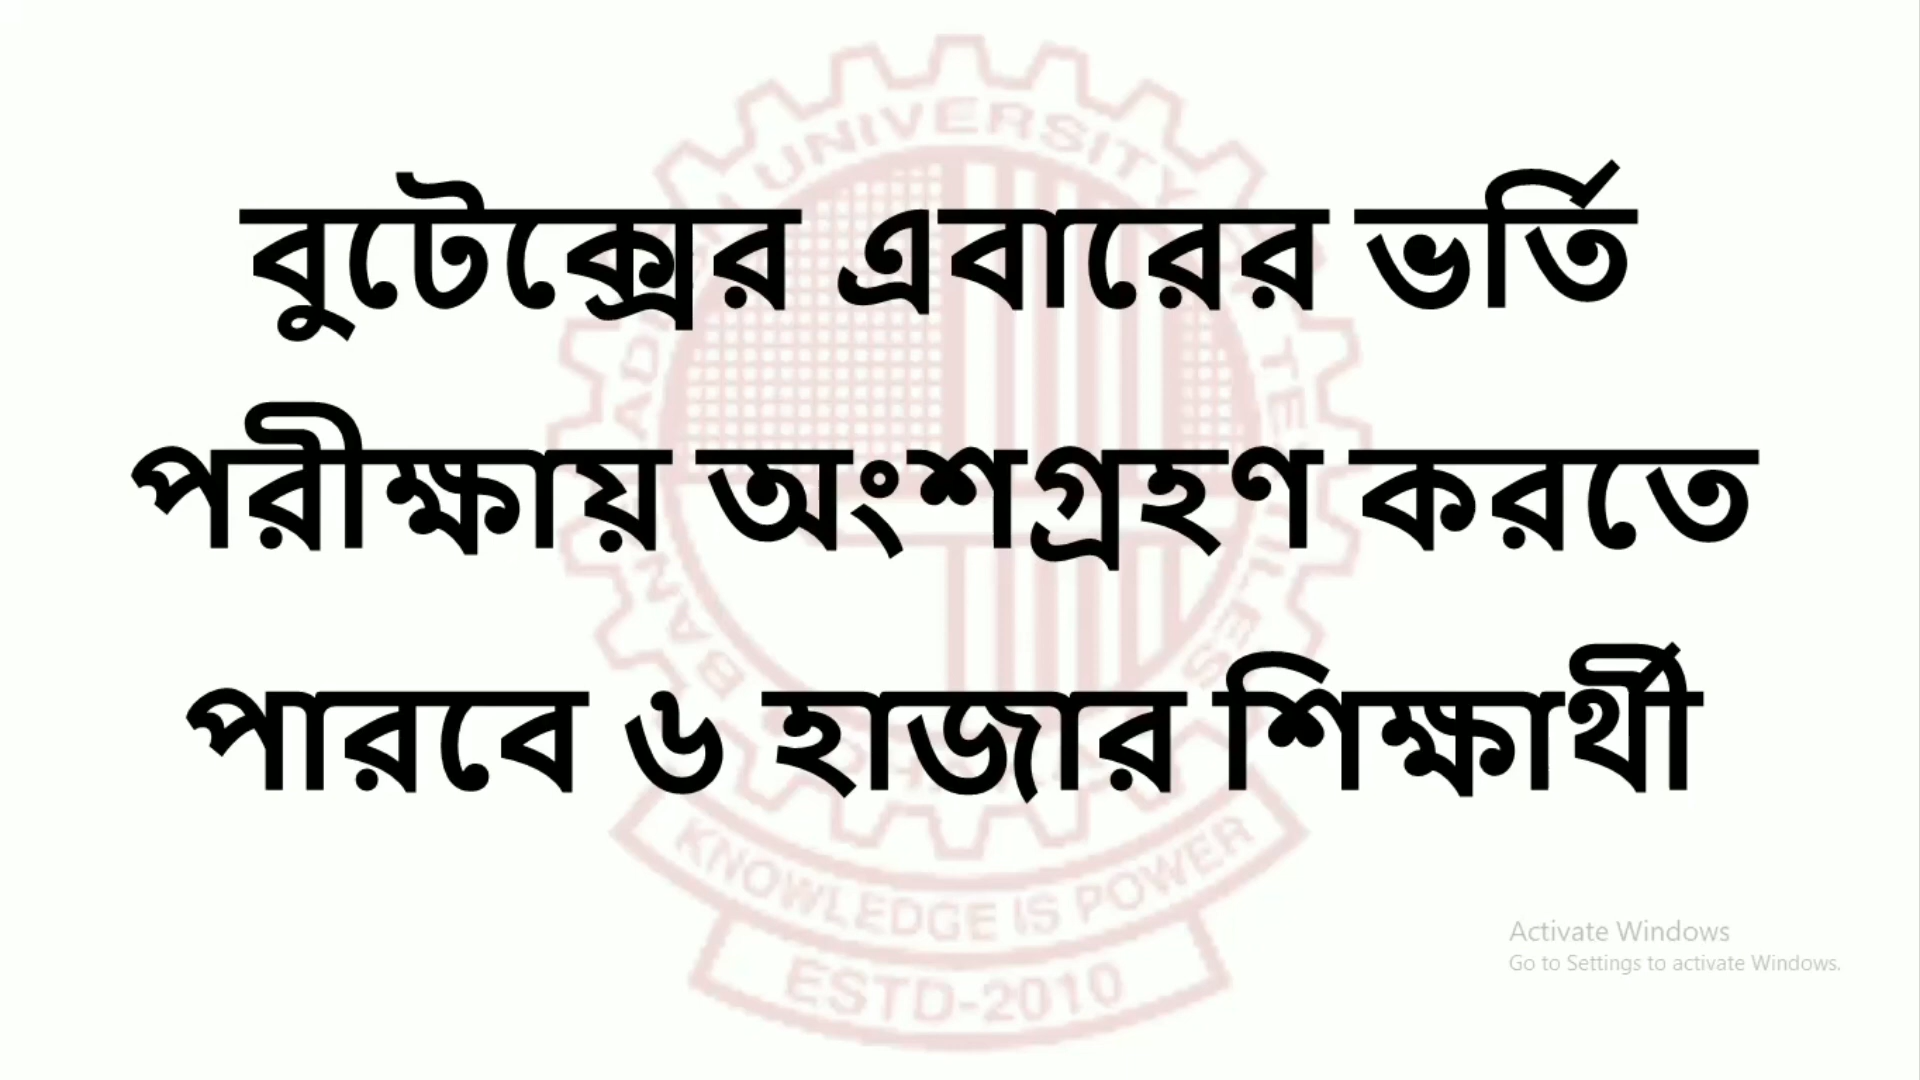 বুটেক্সের এবারের ভর্তি
পরীক্ষায় অংশগ্রহণ করতে
পারবে ৬ হাজার শিক্ষার্থী
UNIVERSITY
KNOWLEDGE IS POWER
ESTD-2010
Activate Windows
Go to Settings to activate Windows.